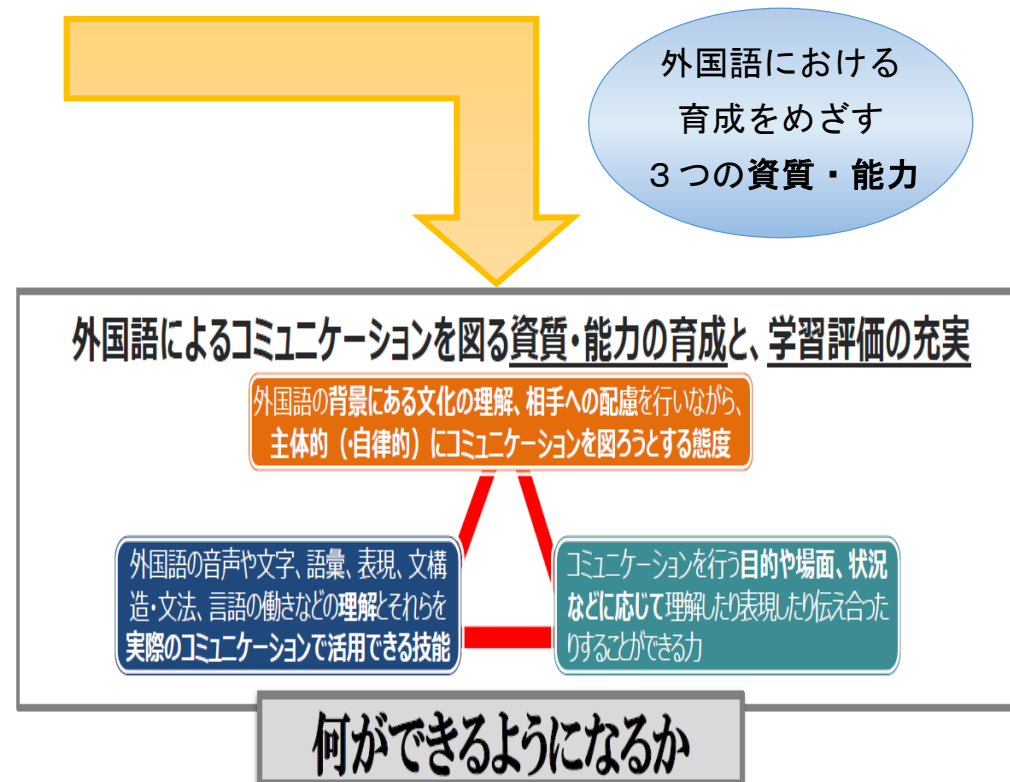 外国語における
育成をめざす
3つの資質・能力
外国語によるコミュニケーションを図る資質・能力の育成と、学習評価の充実
外国語の背景にある文化の理解、相手への配慮を行いながら、
主体的（・自律的）にコミュニケーションを図ろうとする態度
外国語の音声や文字、語彙、表現、文構
造・文法、言語の働きなどの理解とそれらを
実際のコミュニケーションで活用できる技能
コミュニケーションを行う目的や場面、状況
などに応じて理解したり表現したり伝え合った
りすることができる力
何ができるようになるか